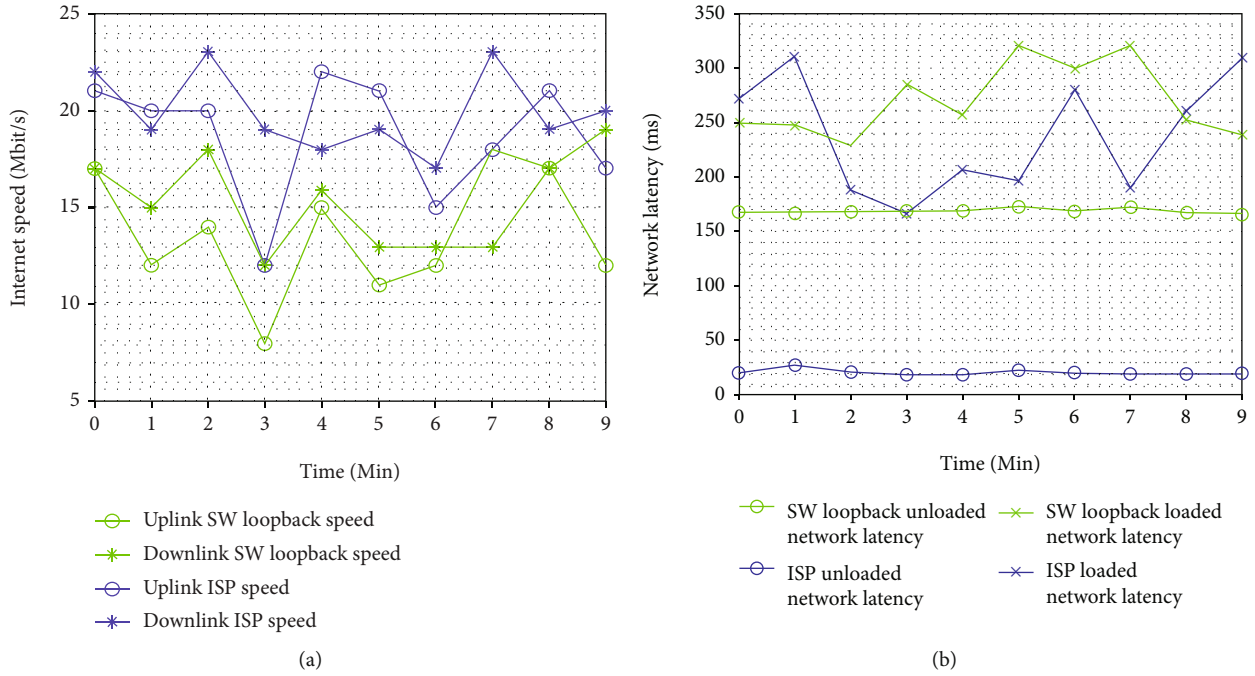 25
20
15
10
5
Internet speed (Mbit/s)
0 1 2 3 4 5 6 7 8 9
Time (Min)
Uplink SW loopback speed
Downlink SW loopback speed
Uplink ISP speed
Downlink ISP speed
(a)
350
300
250
200
150
100
50
0
Network latency (ms)
0 1 2 3 4 5 6 7 8 9
Time (Min)
SW loopback unloaded
network latency
ISP unloaded
network latency
SW loopback loaded
network latency
ISP loaded
network latency
(b)